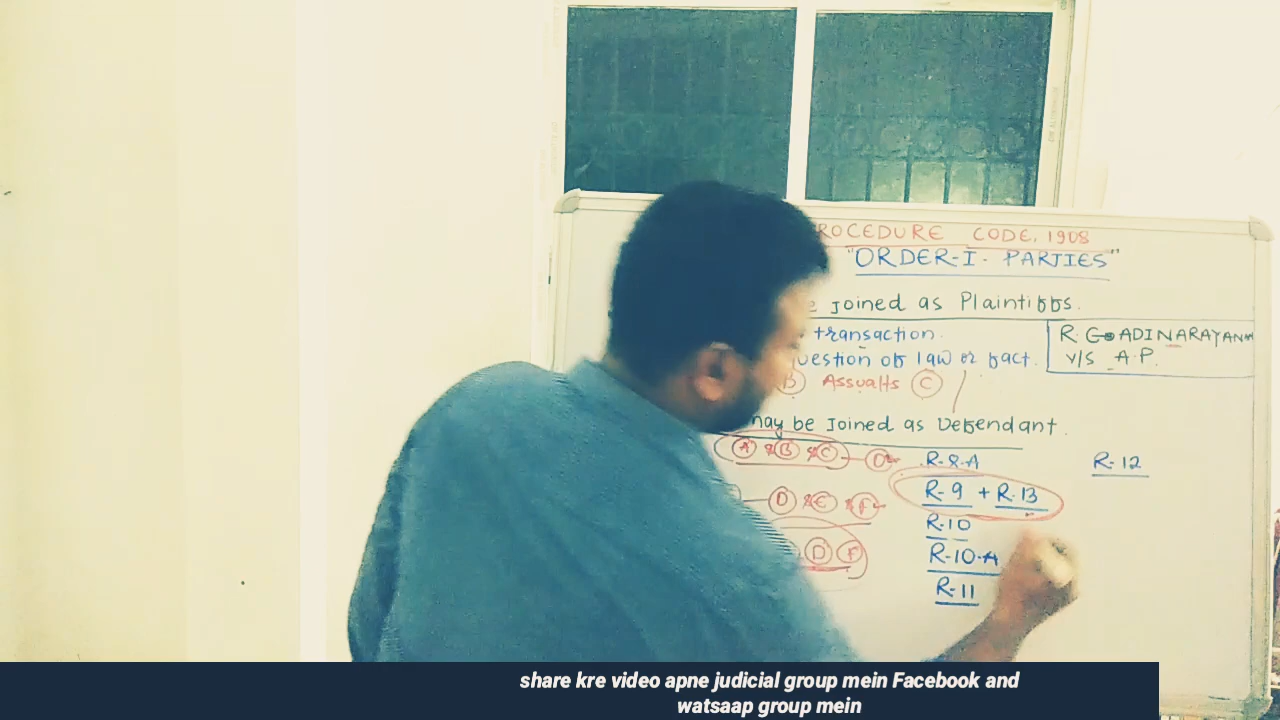 ROCEDURE CODE, 1908
"ORDER-I- PARTIES"
e joined as Plaintiffs.
transaction.
uestion of law or fact.
R. G ADINARAYANA
V/S A.P.
B Assualts C
may be Joined as Defendant.
A & B & C D
R-8-A
R-12
D & E & F
R-9 + R-13
R-10
D F
R-10-A
R-11
share kre video apne judicial group mein Facebook and
watsaap group mein